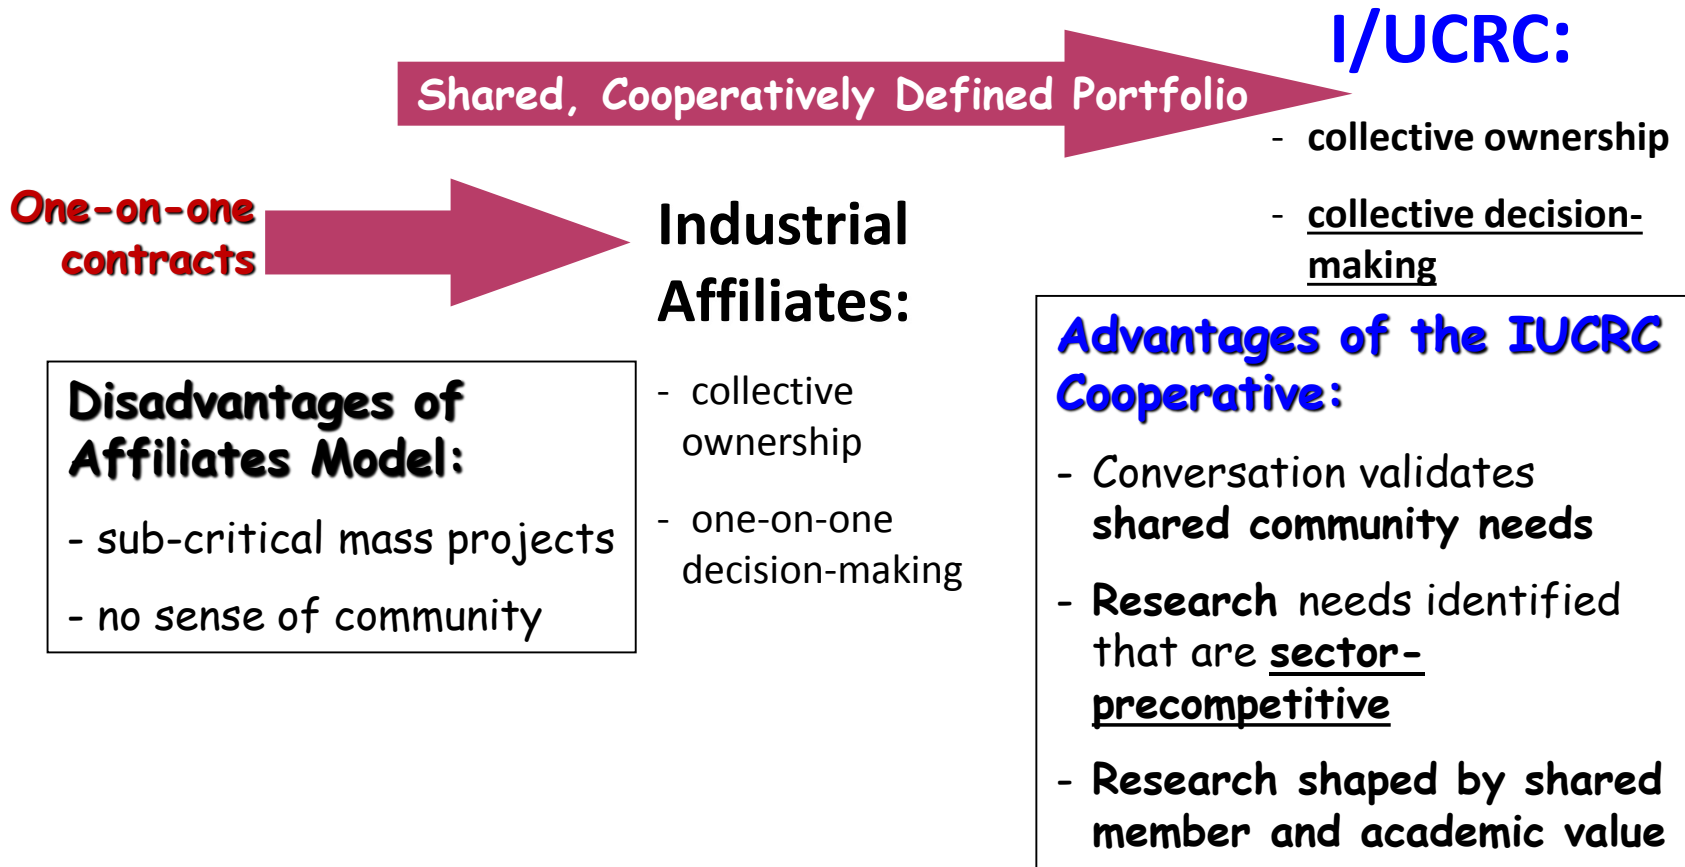 I/UCRC:
Shared, Cooperatively Defined Portfolio
- collective ownership
- collective decision-
making
One-on-one
contracts
Industrial
Affiliates:
- collective
ownership
- one-on-one
decision-making
Disadvantages of
Affiliates Model:
- sub-critical mass projects
- no sense of community
Advantages of the IUCRC
Cooperative:
- Conversation validates
shared community needs
- Research needs identified
that are sector-
precompetitive
- Research shaped by shared
member and academic value